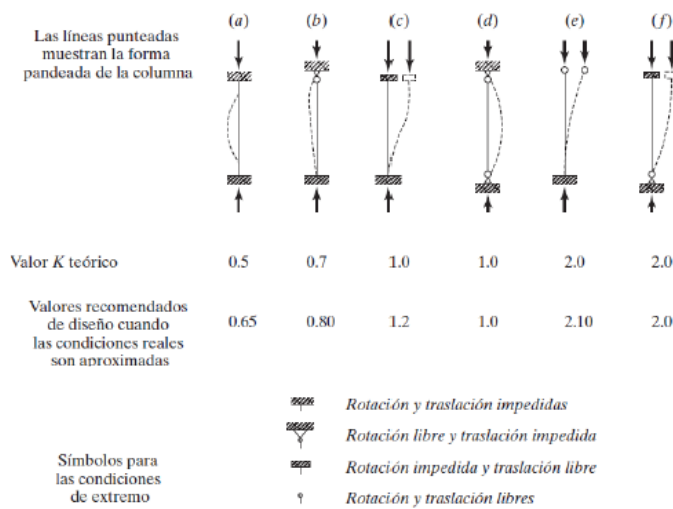 (a) (b) (c) (d) (e) (f)
Las líneas punteadas
muestran la forma
pandeada de la columna
Valor K teórico 0.5 0.7 1.0 1.0 2.0 2.0
Valores recomendados
de diseño cuando
las condiciones reales
son aproximadas
0.65 0.80 1.2 1.0 2.10 2.0
Símbolos para
las condiciones
de extremo
Rotación y traslación impedidas
Rotación libre y traslación impedida
Rotación impedida y traslación libre
Rotación y traslación libres